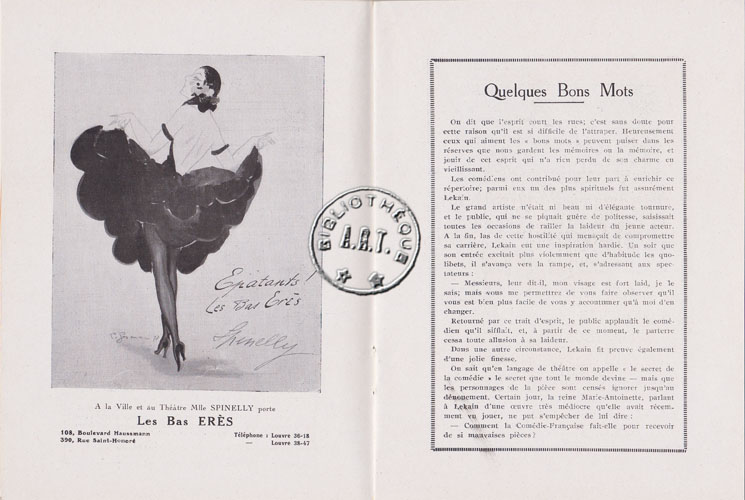 Epatants !
Les Bas Erès
Spinelly
A la Ville et au Théâtre Mlle SPINELLY porte
Les Bas ERÈS
108, Boulevard Haussmann
390, Rue Saint-Honoré
Téléphone : Louvre 36-18
— Louvre 38-47
BIBLIOTHÈQUE
A.R.T.
Quelques Bons Mots
On dit que l'esprit court les rues; c'est sans doute pour
cette raison qu'il est si difficile de l'attraper. Heureusement
ceux qui aiment les « bons mots » peuvent puiser dans les
réserves que nous gardent les mémoires ou la mémoire, et
jouir de cet esprit qui n'a rien perdu de son charme en
vieillissant.
Les comédiens ont contribué pour leur part à enrichir ce
répertoire; parmi eux un des plus spirituels fut assurément
Lekain.
Le grand artiste n'était ni beau ni d'élégante tournure,
et le public, qui ne se piquait guère de politesse, saisissait
toutes les occasions de railler la laideur du jeune acteur.
A la fin, las de cette hostilité qui menaçait de compromettre
sa carrière, Lekain eut une inspiration hardie. Un soir que
son entrée excitait plus violemment que d'habitude les quo-
libets, il s'avança vers la rampe, et, s'adressant aux spec-
tateurs :
— Messieurs, leur dit-il, mon visage est fort laid, je le
sais; mais vous me permettrez de vous faire observer qu'il
vous est bien plus facile de vous y accoutumer qu'à moi d'en
changer.
Retourné par ce trait d'esprit, le public applaudit le comé-
dien qu'il sifflait, et, à partir de ce moment, le parterre
cessa toute allusion à sa laideur.
Dans une autre circonstance, Lekain fit preuve également
d'une jolie finesse.
On sait qu'en langage de théâtre on appelle « le secret de
la comédie » le secret que tout le monde devine — mais que
les personnages de la pièce sont censés ignorer jusqu'au
dénouement. Certain jour, la reine Marie-Antoinette, parlant
à Lekain d'une œuvre très médiocre qu'elle avait récem-
ment vu jouer, ne put s'empêcher de lui dire :
— Comment la Comédie-Française fait-elle pour recevoir
de si mauvaises pièces ?